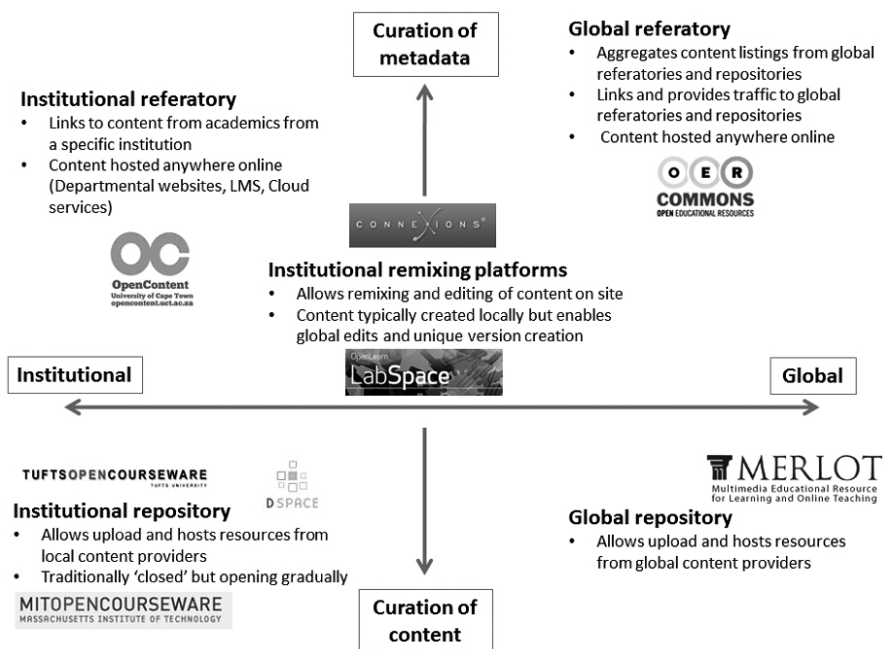 Curation of
metadata
Global referatory
• Aggregates content listings from global
referatories and repositories
• Links and provides traffic to global
referatories and repositories
• Content hosted anywhere online
OER
COMMONS
OPEN EDUCATIONAL RESOURCES
Institutional referatory
• Links to content from academics from
a specific institution
• Content hosted anywhere online
(Departmental websites, LMS, Cloud
services)
OC
OpenContent
University of Cape Town
opencontent.uct.ac.za
CONNEXIONS®
Institutional remixing platforms
• Allows remixing and editing of content on site
• Content typically created locally but enables
global edits and unique version creation
OpenLearn
LabSpace
Institutional
Global
TUFTSOPENCOURSEWARE
TUFTS UNIVERSITY
DSPACE
Institutional repository
• Allows upload and hosts resources from
local content providers
• Traditionally ‘closed’ but opening gradually
MITOPENCOURSEWARE
MASSACHUSETTS INSTITUTE OF TECHNOLOGY
MERLOT
Multimedia Educational Resource
for Learning and Online Teaching
Global repository
• Allows upload and hosts resources
from global content providers
Curation of
content